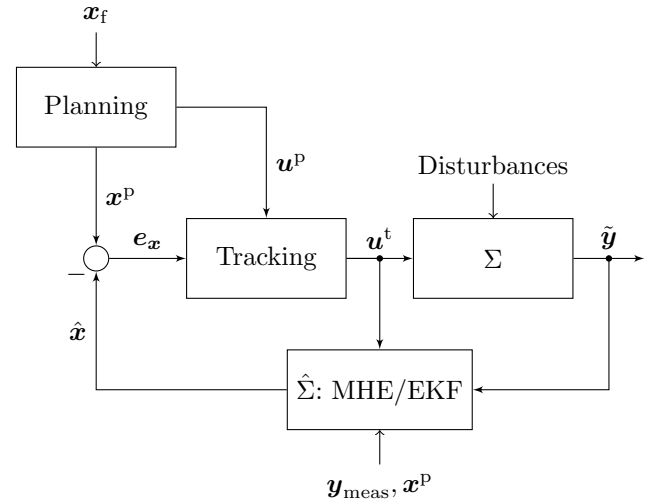 x_f
Planning
u^p
x^p
Disturbances
e_x
Tracking
u^t
Σ
ỹ
−
x̂
Σ̂: MHE/EKF
y_meas, x^p